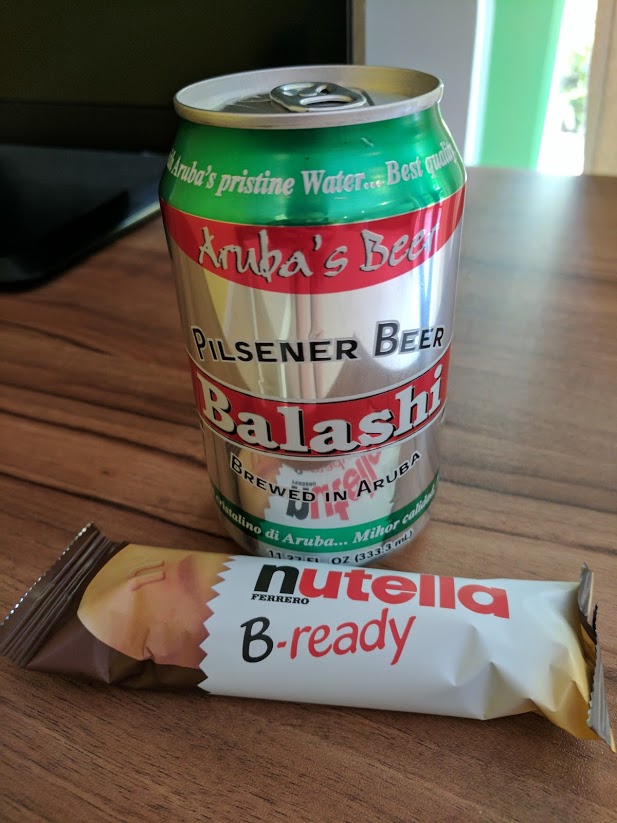 Aruba's pristine Water... Best quality
Aruba's Beer
PILSENER BEER
Balashi
BREWED IN ARUBA
di Aruba... Mihor calidad
11.27 FL. OZ (333.3 mL)
nutella
FERRERO
B-ready